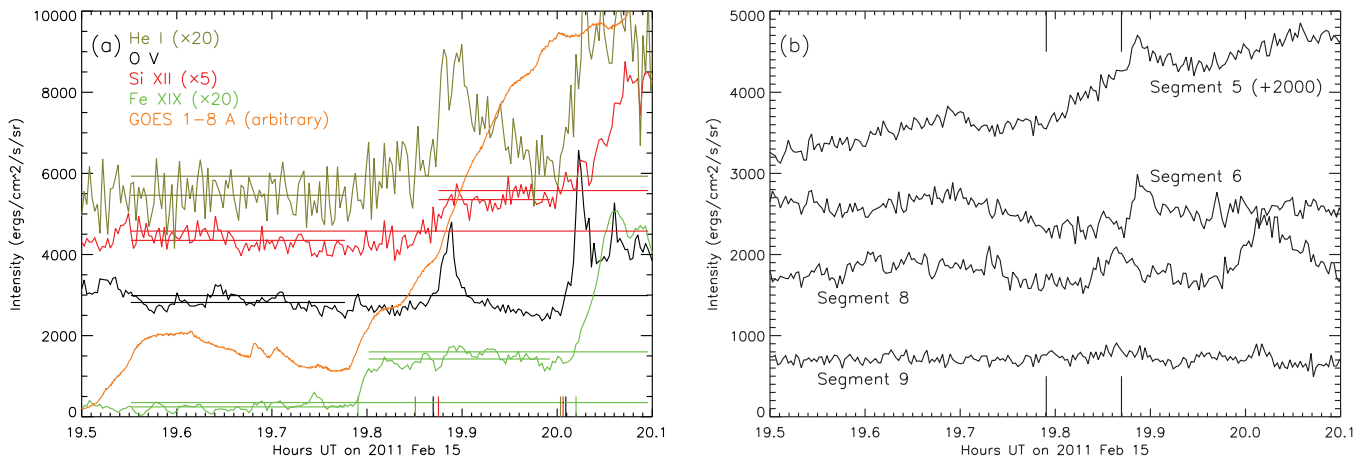 (a)
He I (×20)
O V
Si XII (×5)
Fe XIX (×20)
GOES 1−8 A (arbitrary)
Intensity (ergs/cm2/s/sr)
10000
8000
6000
4000
2000
0
19.5 19.6 19.7 19.8 19.9 20.0 20.1
Hours UT on 2011 Feb 15
(b)
Segment 5 (+2000)
Segment 6
Segment 8
Segment 9
Intensity (ergs/cm2/s/sr)
5000
4000
3000
2000
1000
0
19.5 19.6 19.7 19.8 19.9 20.0 20.1
Hours UT on 2011 Feb 15